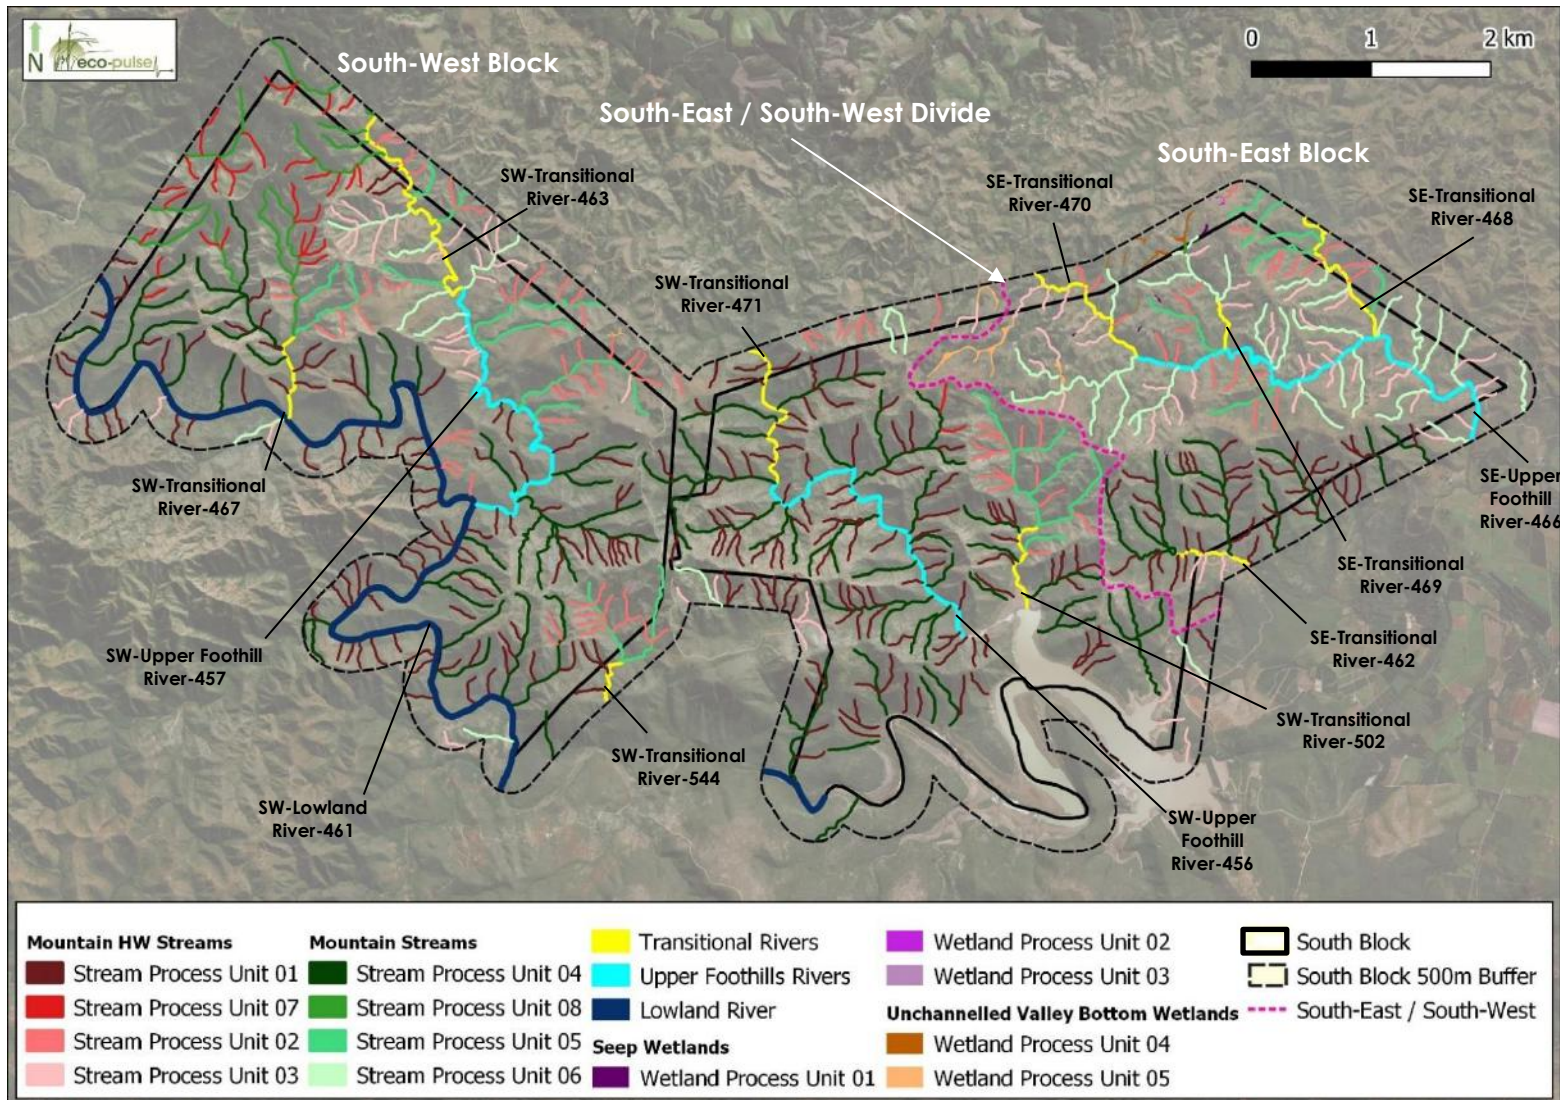 N
eco-pulse
South-West Block
0 1 2 km
South-East / South-West Divide
South-East Block
SW-Transitional
River-463
SE-Transitional
River-470
SE-Transitional
River-468
SW-Transitional
River-471
SW-Transitional
River-467
SE-Upper
Foothill
River-466
SE-Transitional
River-469
SE-Transitional
River-462
SW-Upper Foothill
River-457
SW-Transitional
River-502
SW-Transitional
River-544
SW-Lowland
River-461
SW-Upper
Foothill
River-456
Mountain HW Streams
Stream Process Unit 01
Stream Process Unit 07
Stream Process Unit 02
Stream Process Unit 03
Mountain Streams
Stream Process Unit 04
Stream Process Unit 08
Stream Process Unit 05
Stream Process Unit 06
Transitional Rivers
Upper Foothills Rivers
Lowland River
Seep Wetlands
Wetland Process Unit 01
Wetland Process Unit 02
Wetland Process Unit 03
Unchannelled Valley Bottom Wetlands
Wetland Process Unit 04
Wetland Process Unit 05
South Block
South Block 500m Buffer
South-East / South-West